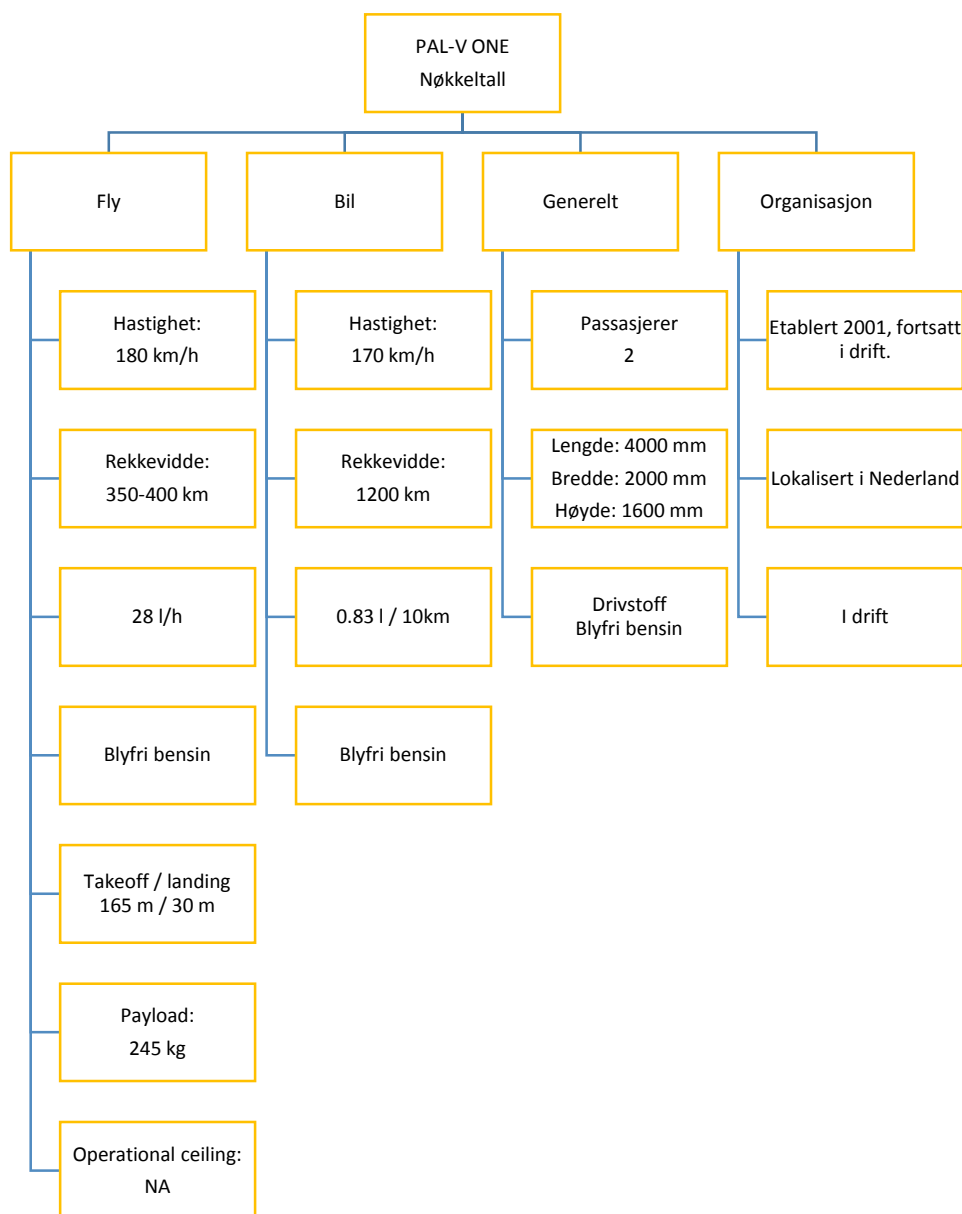 PAL-V ONE
Nøkkeltall
Fly
Hastighet:
180 km/h
Rekkevidde:
350-400 km
28 l/h
Blyfri bensin
Takeoff / landing
165 m / 30 m
Payload:
245 kg
Operational ceiling:
NA
Bil
Hastighet:
170 km/h
Rekkevidde:
1200 km
0.83 l / 10km
Blyfri bensin
Generelt
Passasjerer
2
Lengde: 4000 mm
Bredde: 2000 mm
Høyde: 1600 mm
Drivstoff
Blyfri bensin
Organisasjon
Etablert 2001, fortsatt
i drift.
Lokalisert i Nederland
I drift